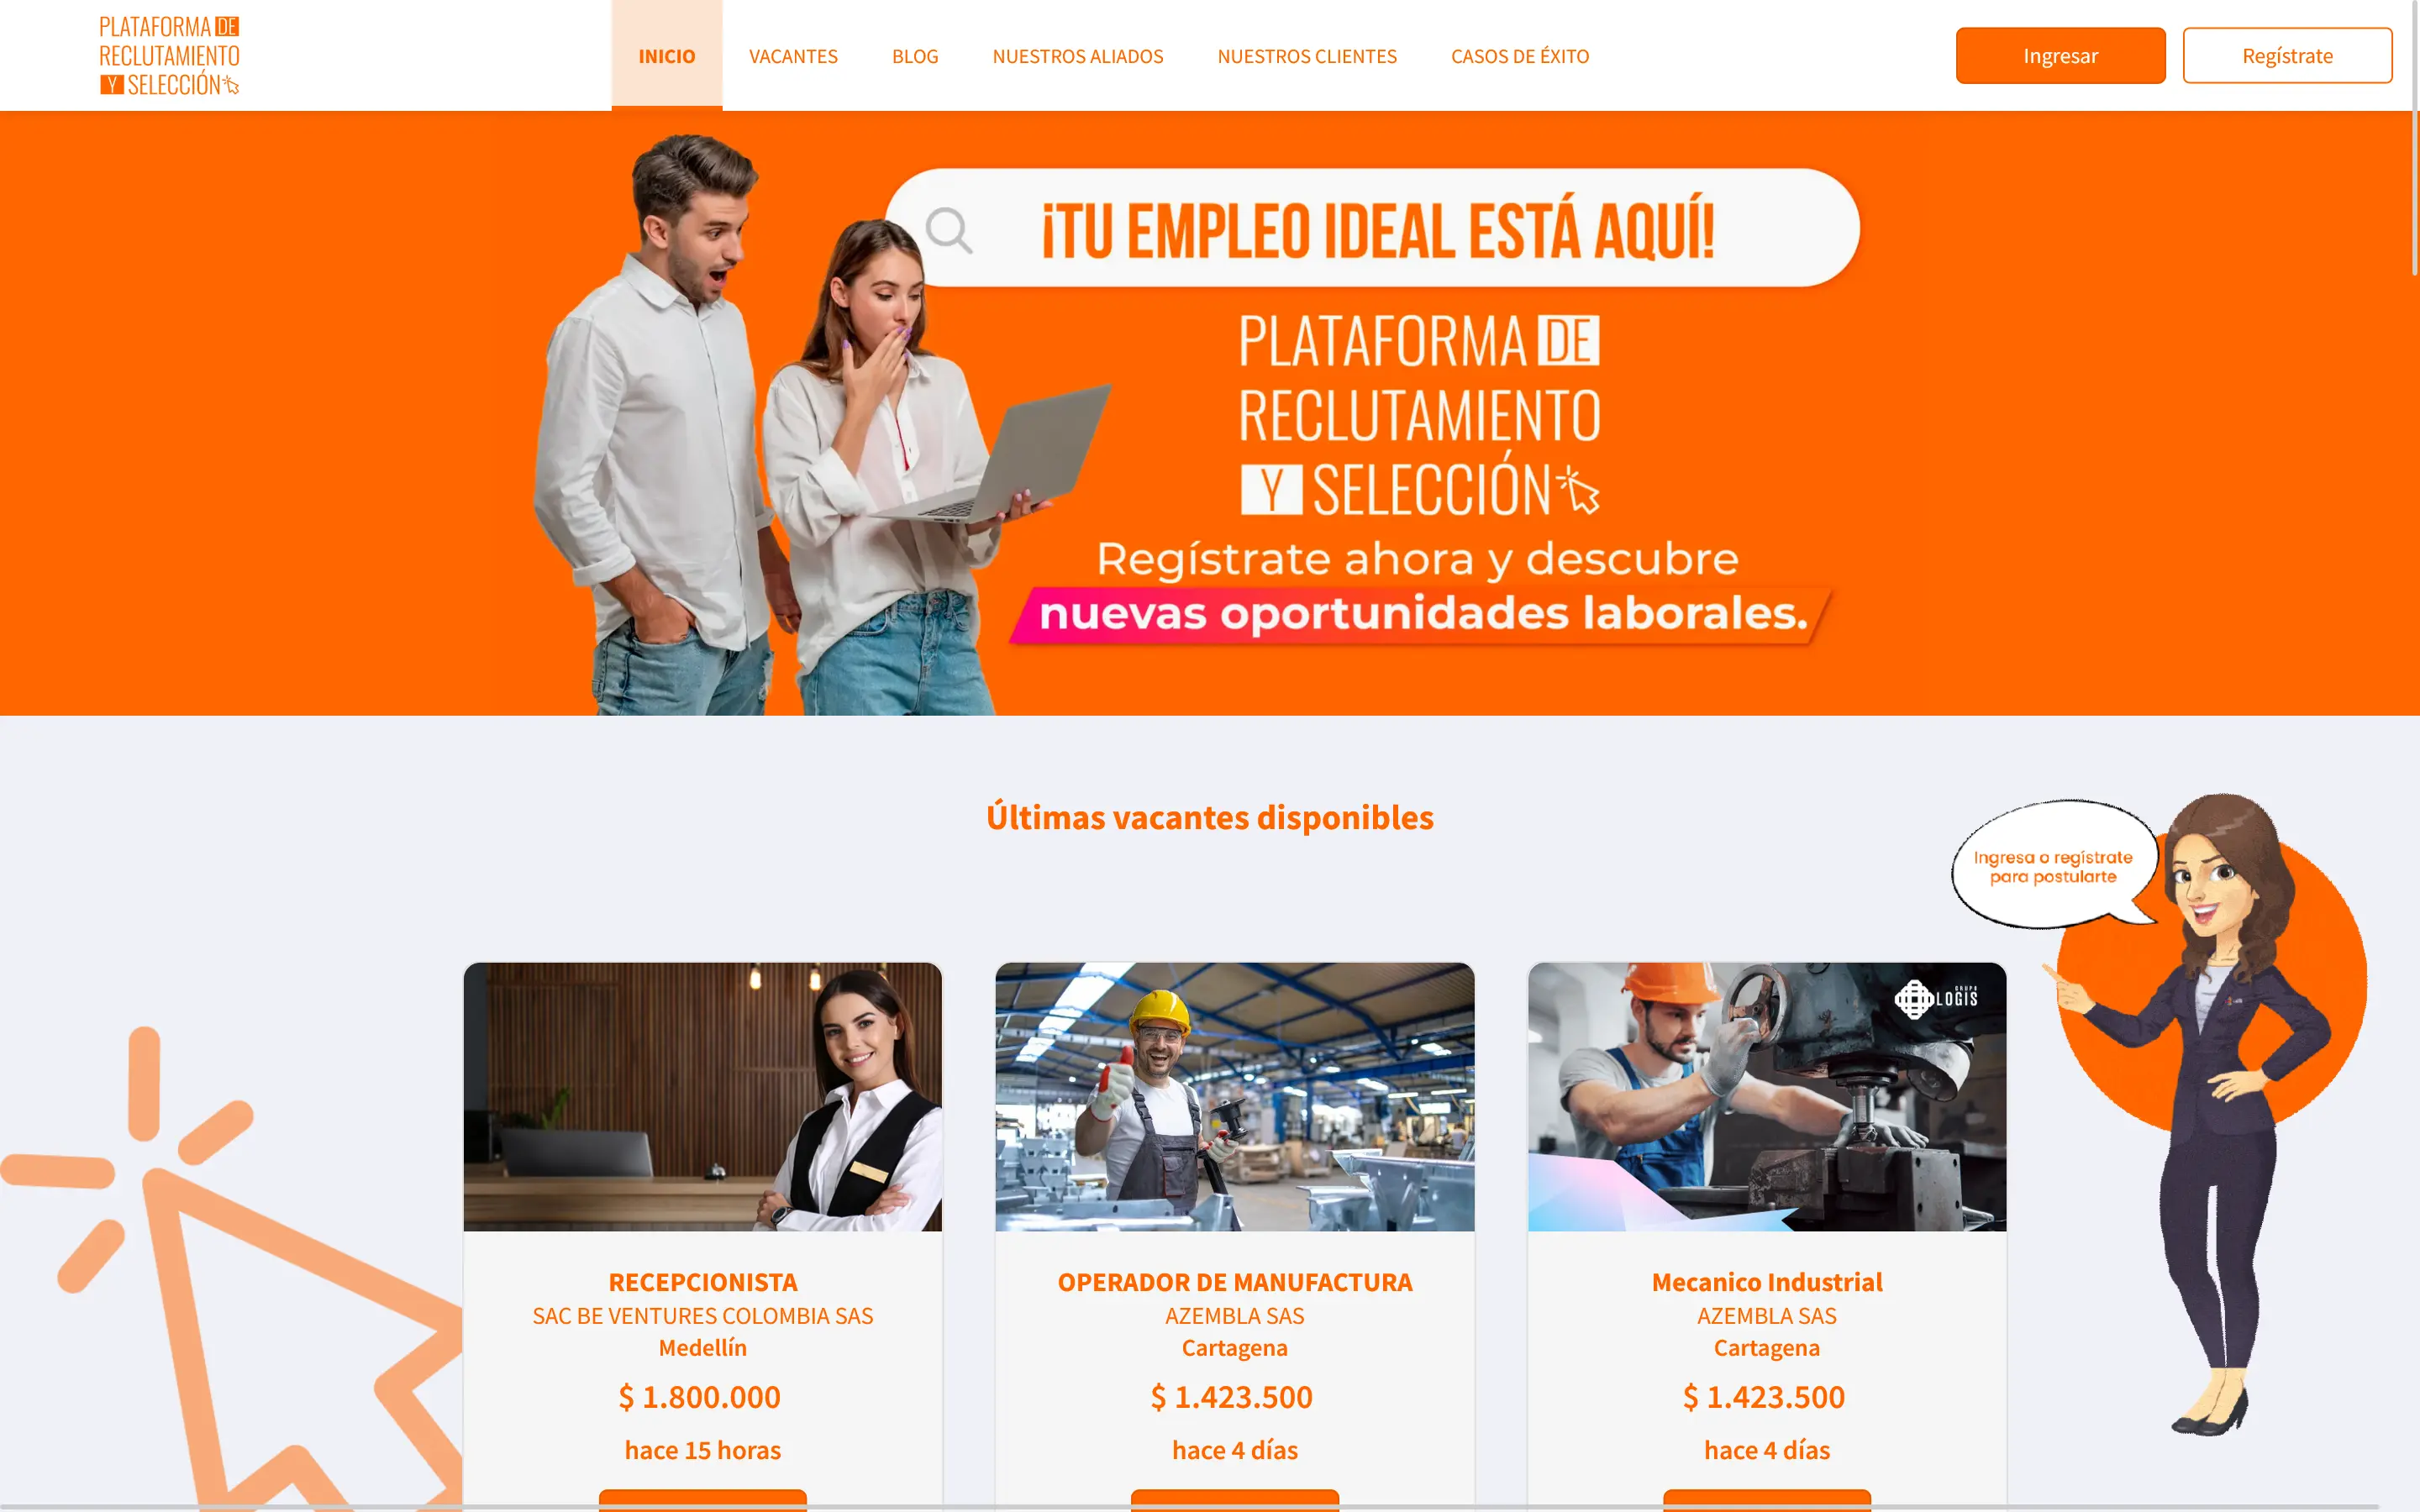 PLATAFORMA DE
RECLUTAMIENTO
Y SELECCIÓN
INICIO
VACANTES
BLOG
NUESTROS ALIADOS
NUESTROS CLIENTES
CASOS DE ÉXITO
Ingresar
Regístrate
¡TU EMPLEO IDEAL ESTÁ AQUÍ!
PLATAFORMA DE
RECLUTAMIENTO
Y SELECCIÓN
Regístrate ahora y descubre
nuevas oportunidades laborales.
Últimas vacantes disponibles
Ingresa o regístrate
para postularte
GRUPO
LOGIS
RECEPCIONISTA
SAC BE VENTURES COLOMBIA SAS
Medellín
$ 1.800.000
hace 15 horas
OPERADOR DE MANUFACTURA
AZEMBLA SAS
Cartagena
$ 1.423.500
hace 4 días
Mecanico Industrial
AZEMBLA SAS
Cartagena
$ 1.423.500
hace 4 días